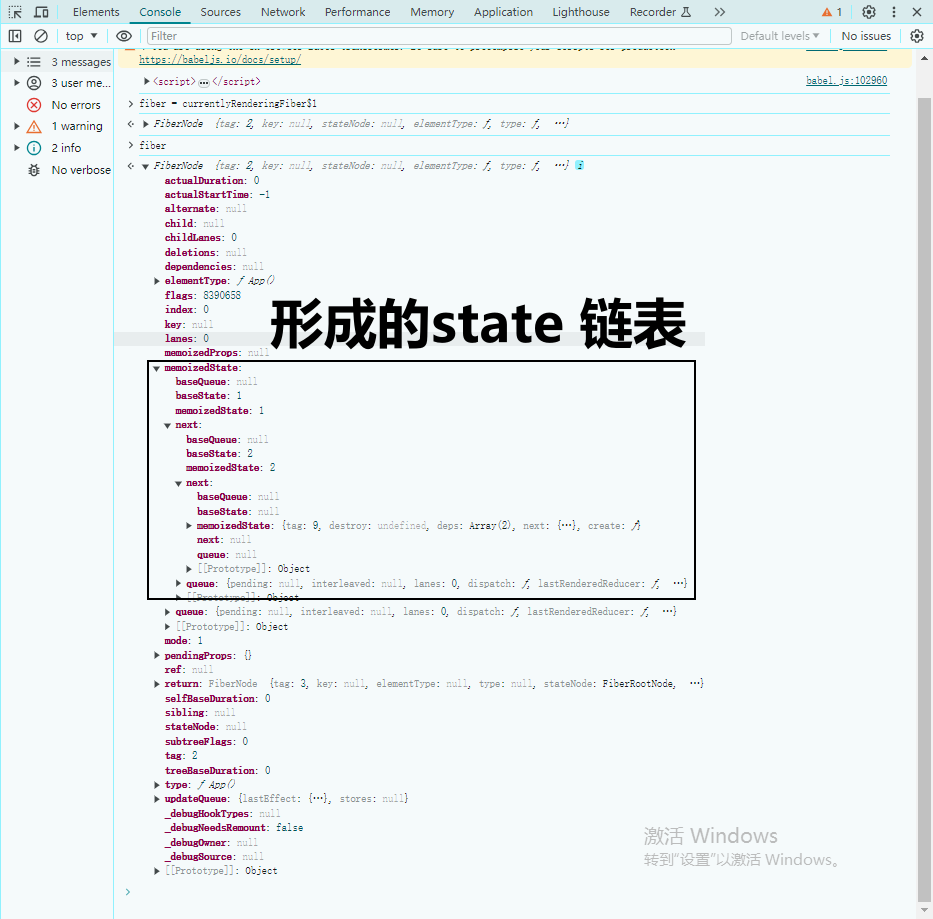 Elements Console Sources Network Performance Memory Application Lighthouse Recorder 1
top Filter Default levels No issues
https://babeljs.io/docs/setup/
3 messages
<script>…</script> babel.js:102960
3 user me...
No errors
fiber = currentlyRenderingFiber$1
1 warning
FiberNode {tag: 2, key: null, stateNode: null, elementType: ƒ, type: ƒ, …}
2 info
fiber
No verbose
FiberNode {tag: 2, key: null, stateNode: null, elementType: ƒ, type: ƒ, …} i
actualDuration: 0
actualStartTime: -1
alternate: null
child: null
childLanes: 0
deletions: null
dependencies: null
elementType: ƒ App()
flags: 8390658
index: 0
形成的state 链表
key: null
lanes: 0
memoizedProps: null
memoizedState:
baseQueue: null
baseState: 1
memoizedState: 1
next:
baseQueue: null
baseState: 2
memoizedState: 2
next:
baseQueue: null
baseState: null
memoizedState: {tag: 9, destroy: undefined, deps: Array(2), next: {…}, create: ƒ}
next: null
queue: null
[[Prototype]]: Object
queue: {pending: null, interleaved: null, lanes: 0, dispatch: ƒ, lastRenderedReducer: ƒ, …}
[[Prototype]]: Object
queue: {pending: null, interleaved: null, lanes: 0, dispatch: ƒ, lastRenderedReducer: ƒ, …}
[[Prototype]]: Object
mode: 1
pendingProps: {}
ref: null
return: FiberNode {tag: 3, key: null, elementType: null, type: null, stateNode: FiberRootNode, …}
selfBaseDuration: 0
sibling: null
stateNode: null
subtreeFlags: 0
tag: 2
treeBaseDuration: 0
type: ƒ App()
updateQueue: {lastEffect: {…}, stores: null}
_debugHookTypes: null
_debugNeedsRemount: false
_debugOwner: null
_debugSource: null
[[Prototype]]: Object
激活 Windows
转到"设置"以激活 Windows。